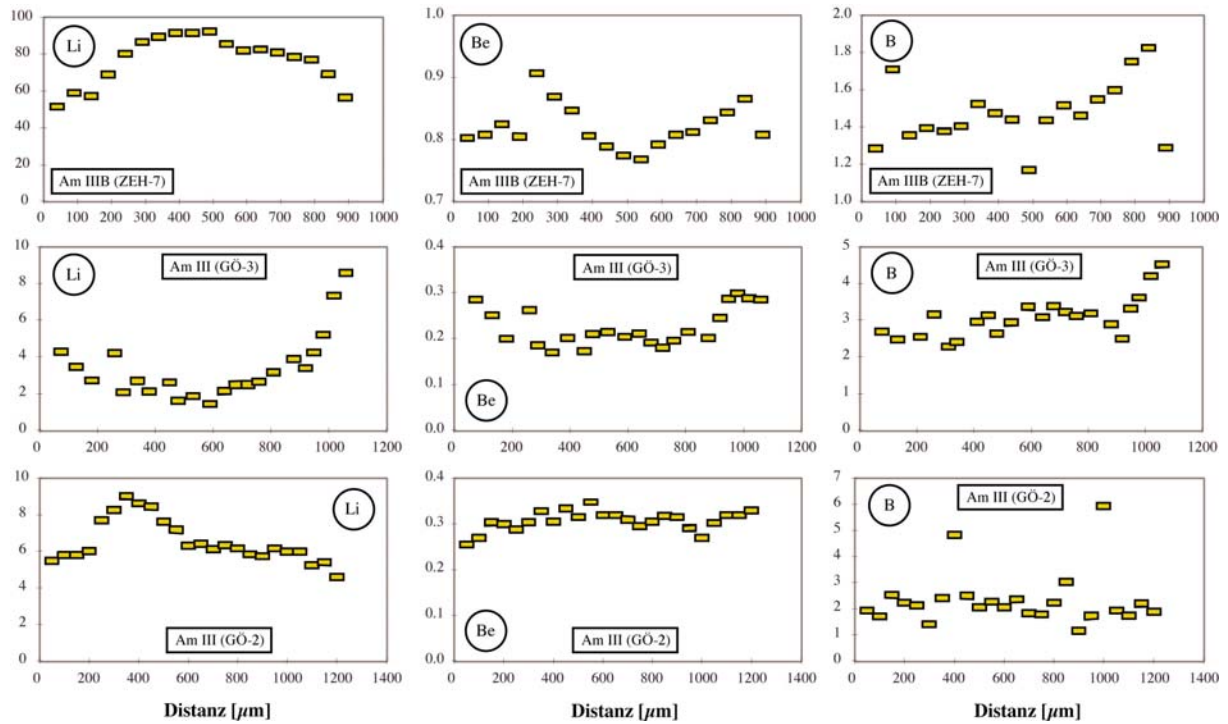 100
80
60
40
20
0
Li
Am IIIB (ZEH-7)
0 100 200 300 400 500 600 700 800 900 1000
1.0
0.9
0.8
0.7
Be
Am IIIB (ZEH-7)
0 100 200 300 400 500 600 700 800 900 1000
2.0
1.8
1.6
1.4
1.2
1.0
B
Am IIIB (ZEH-7)
0 100 200 300 400 500 600 700 800 900 1000
10
8
6
4
2
0
Li
Am III (GÖ-3)
0 200 400 600 800 1000 1200
0.4
0.3
0.2
0.1
0.0
Am III (GÖ-3)
Be
0 200 400 600 800 1000 1200
5
4
3
2
1
0
B
Am III (GÖ-3)
0 200 400 600 800 1000 1200
10
8
6
4
2
0
Li
Am III (GÖ-2)
0 200 400 600 800 1000 1200 1400
0.4
0.3
0.2
0.1
0.0
Be
Am III (GÖ-2)
0 200 400 600 800 1000 1200 1400
7
6
5
4
3
2
1
0
B
Am III (GÖ-2)
0 200 400 600 800 1000 1200 1400
Distanz [µm]
Distanz [µm]
Distanz [µm]